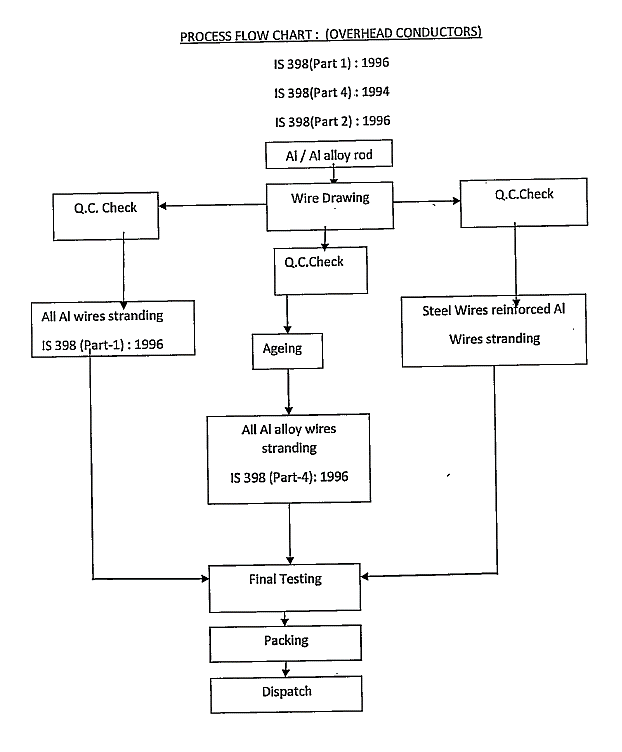 PROCESS FLOW CHART : (OVERHEAD CONDUCTORS)
IS 398(Part 1) : 1996
IS 398(Part 4) : 1994
IS 398(Part 2) : 1996
Al / Al alloy rod
Wire Drawing
Q.C. Check
Q.C.Check
Q.C.Check
All Al wires stranding
IS 398 (Part-1) : 1996
Steel Wires reinforced Al
Wires stranding
Ageing
All Al alloy wires
stranding
IS 398 (Part-4): 1996
Final Testing
Packing
Dispatch